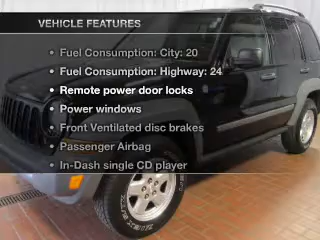 VEHICLE FEATURES
• Fuel Consumption: City: 20
• Fuel Consumption: Highway: 24
• Remote power door locks
• Power windows
• Front Ventilated disc brakes
• Passenger Airbag
• In-Dash single CD player